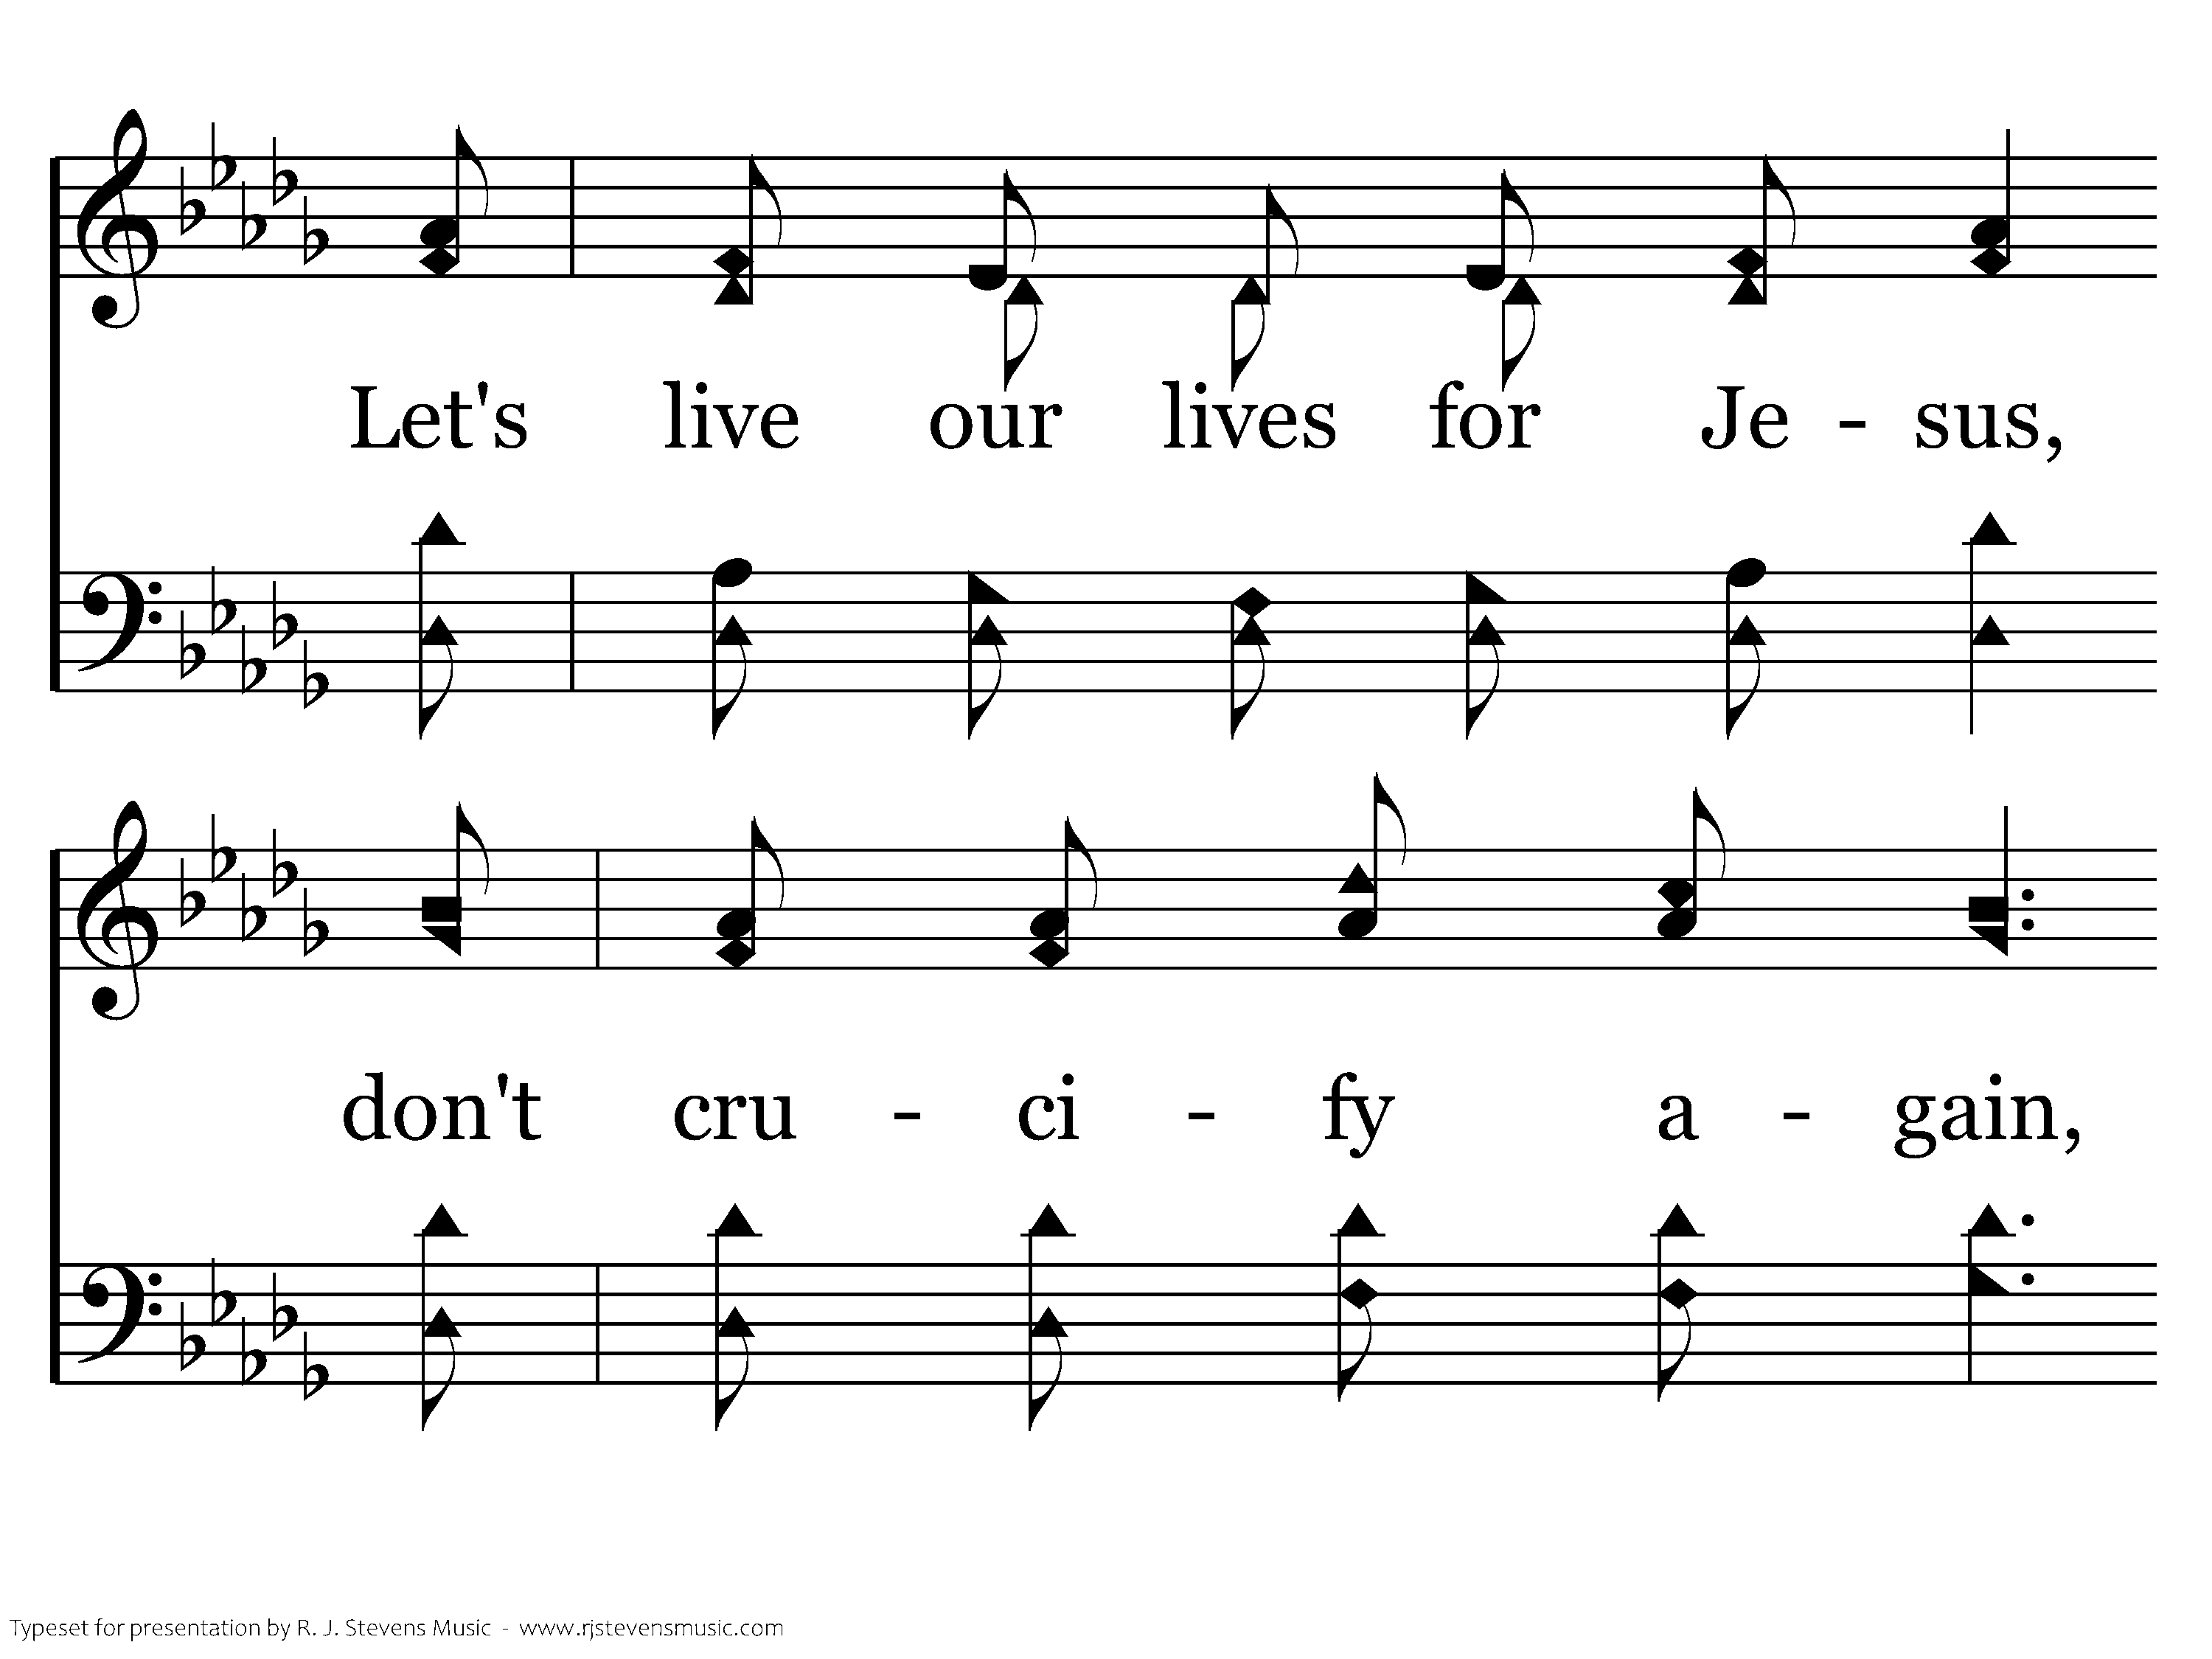 Let's live our lives for Je - sus,
don't cru - ci - fy a - gain,
Typeset for presentation by R. J. Stevens Music - www.rjstevensmusic.com